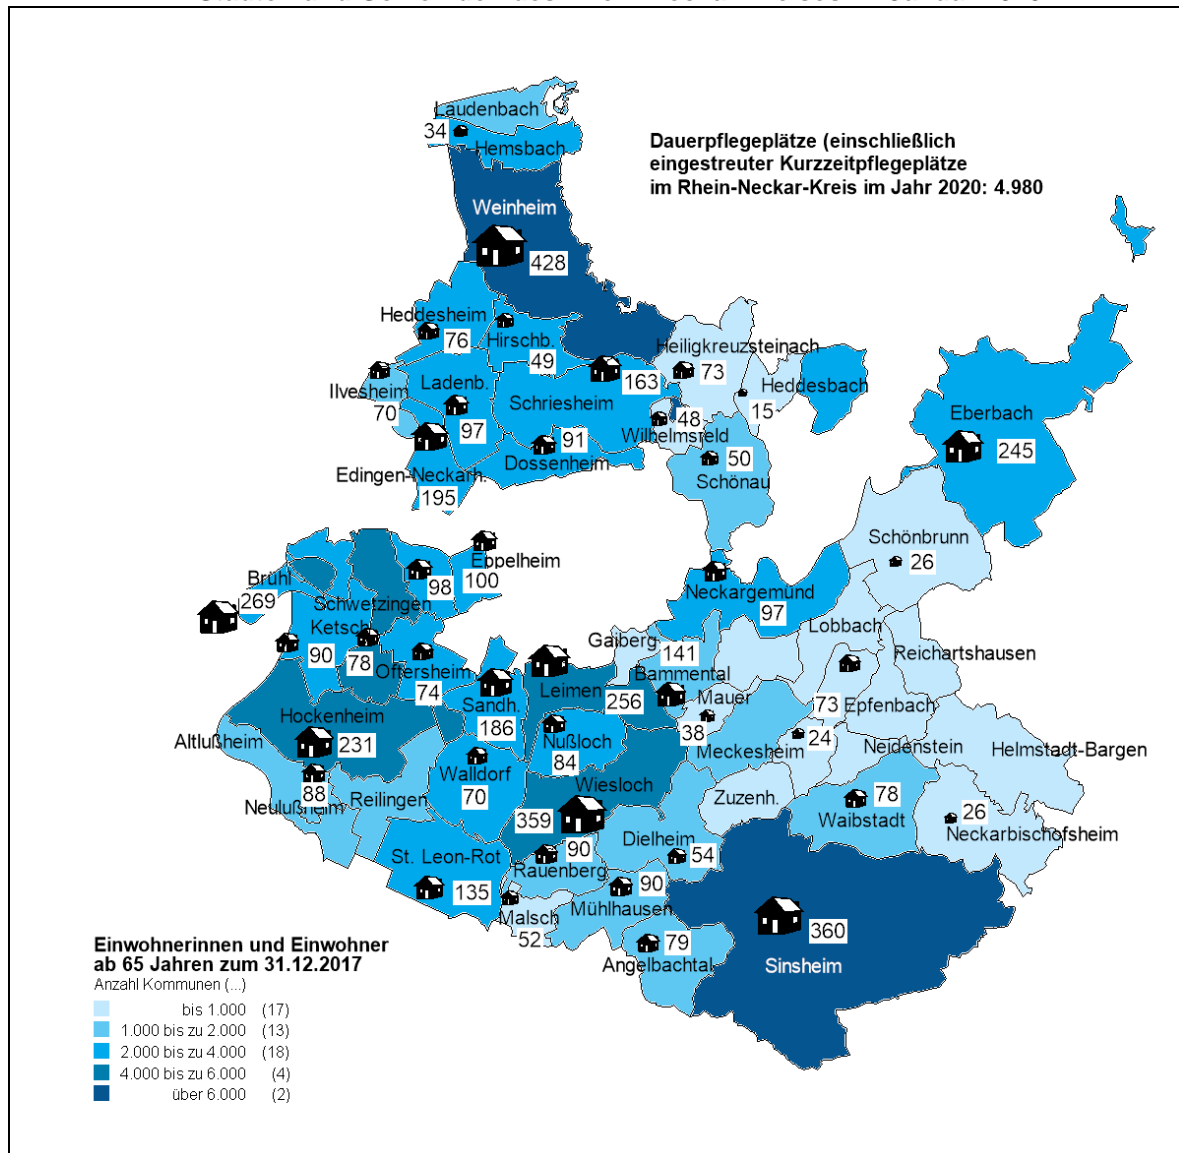 Laudenbach
34
Hemsbach
Dauerpflegeplätze (einschließlich
eingestreuter Kurzzeitpflegeplätze
im Rhein-Neckar-Kreis im Jahr 2020: 4.980
Weinheim
428
Heddesheim
76
Hirschb.
49
Heiligkreuzsteinach
73
163
Ilvesheim
70
Ladenb.
97
Schriesheim
Heddesbach
15
48
Wilhelmsfeld
Eberbach
245
91
Dossenheim
50
Schönau
Edingen-Neckarh.
195
Schönbrunn
26
Eppelheim
100
98
Brühl
269
Schwetzingen
Neckargemünd
97
Ketsch
90
78
Gaiberg
141
Lobbach
Reichartshausen
Oftersheim
74
Bammental
Leimen
256
Sandh.
186
Mauer
38
73
Epfenbach
Hockenheim
231
Altlußheim
Nußloch
84
Meckesheim
24
Neidenstein
Helmstadt-Bargen
Walldorf
70
Wiesloch
359
88
Neulußheim
Reilingen
Zuzenh.
78
Waibstadt
26
Neckarbischofsheim
Dielheim
54
90
Rauenberg
St. Leon-Rot
135
90
Mühlhausen
Malsch
52
79
Angelbachtal
360
Sinsheim
Einwohnerinnen und Einwohner
ab 65 Jahren zum 31.12.2017
Anzahl Kommunen (...)
bis 1.000 (17)
1.000 bis zu 2.000 (13)
2.000 bis zu 4.000 (18)
4.000 bis zu 6.000 (4)
über 6.000 (2)